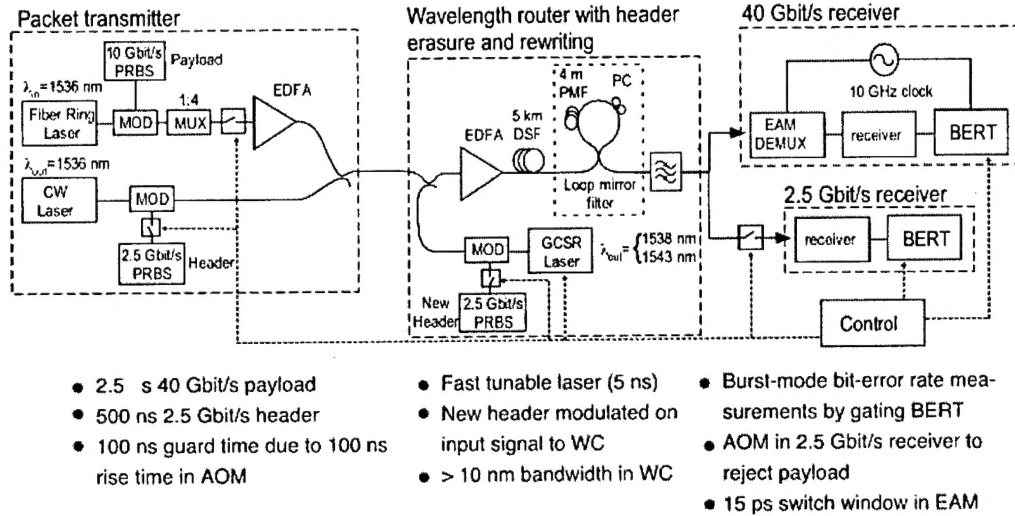 Packet transmitter
10 Gbit/s
PRBS
Payload
λin=1536 nm
Fiber Ring
Laser
MOD
1:4
MUX
EDFA
λout=1536 nm
CW
Laser
MOD
2.5 Gbit/s
PRBS
Header
Wavelength router with header
erasure and rewriting
EDFA
5 km
DSF
4 m
PMF
PC
Loop mirror
filter
MOD
GCSR
Laser
λout= { 1538 nm
1543 nm
New
Header
2.5 Gbit/s
PRBS
40 Gbit/s receiver
10 GHz clock
EAM
DEMUX
receiver
BERT
2.5 Gbit/s receiver
receiver
BERT
Control
● 2.5 s 40 Gbit/s payload
● 500 ns 2.5 Gbit/s header
● 100 ns guard time due to 100 ns
rise time in AOM
● Fast tunable laser (5 ns)
● New header modulated on
input signal to WC
● > 10 nm bandwidth in WC
● Burst-mode bit-error rate mea-
surements by gating BERT
● AOM in 2.5 Gbit/s receiver to
reject payload
● 15 ps switch window in EAM